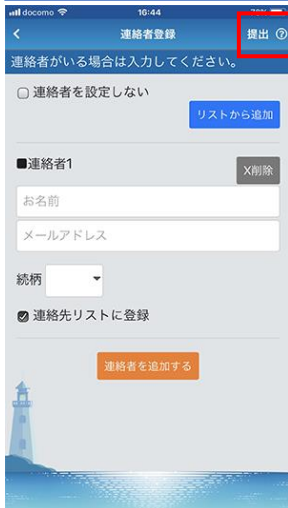 docomo 16:44 70%
連絡者登録 提出 ?
連絡者がいる場合は入力してください。
連絡者を設定しない
リストから追加
■連絡者1
X削除
お名前
メールアドレス
続柄
連絡先リストに登録
連絡者を追加する